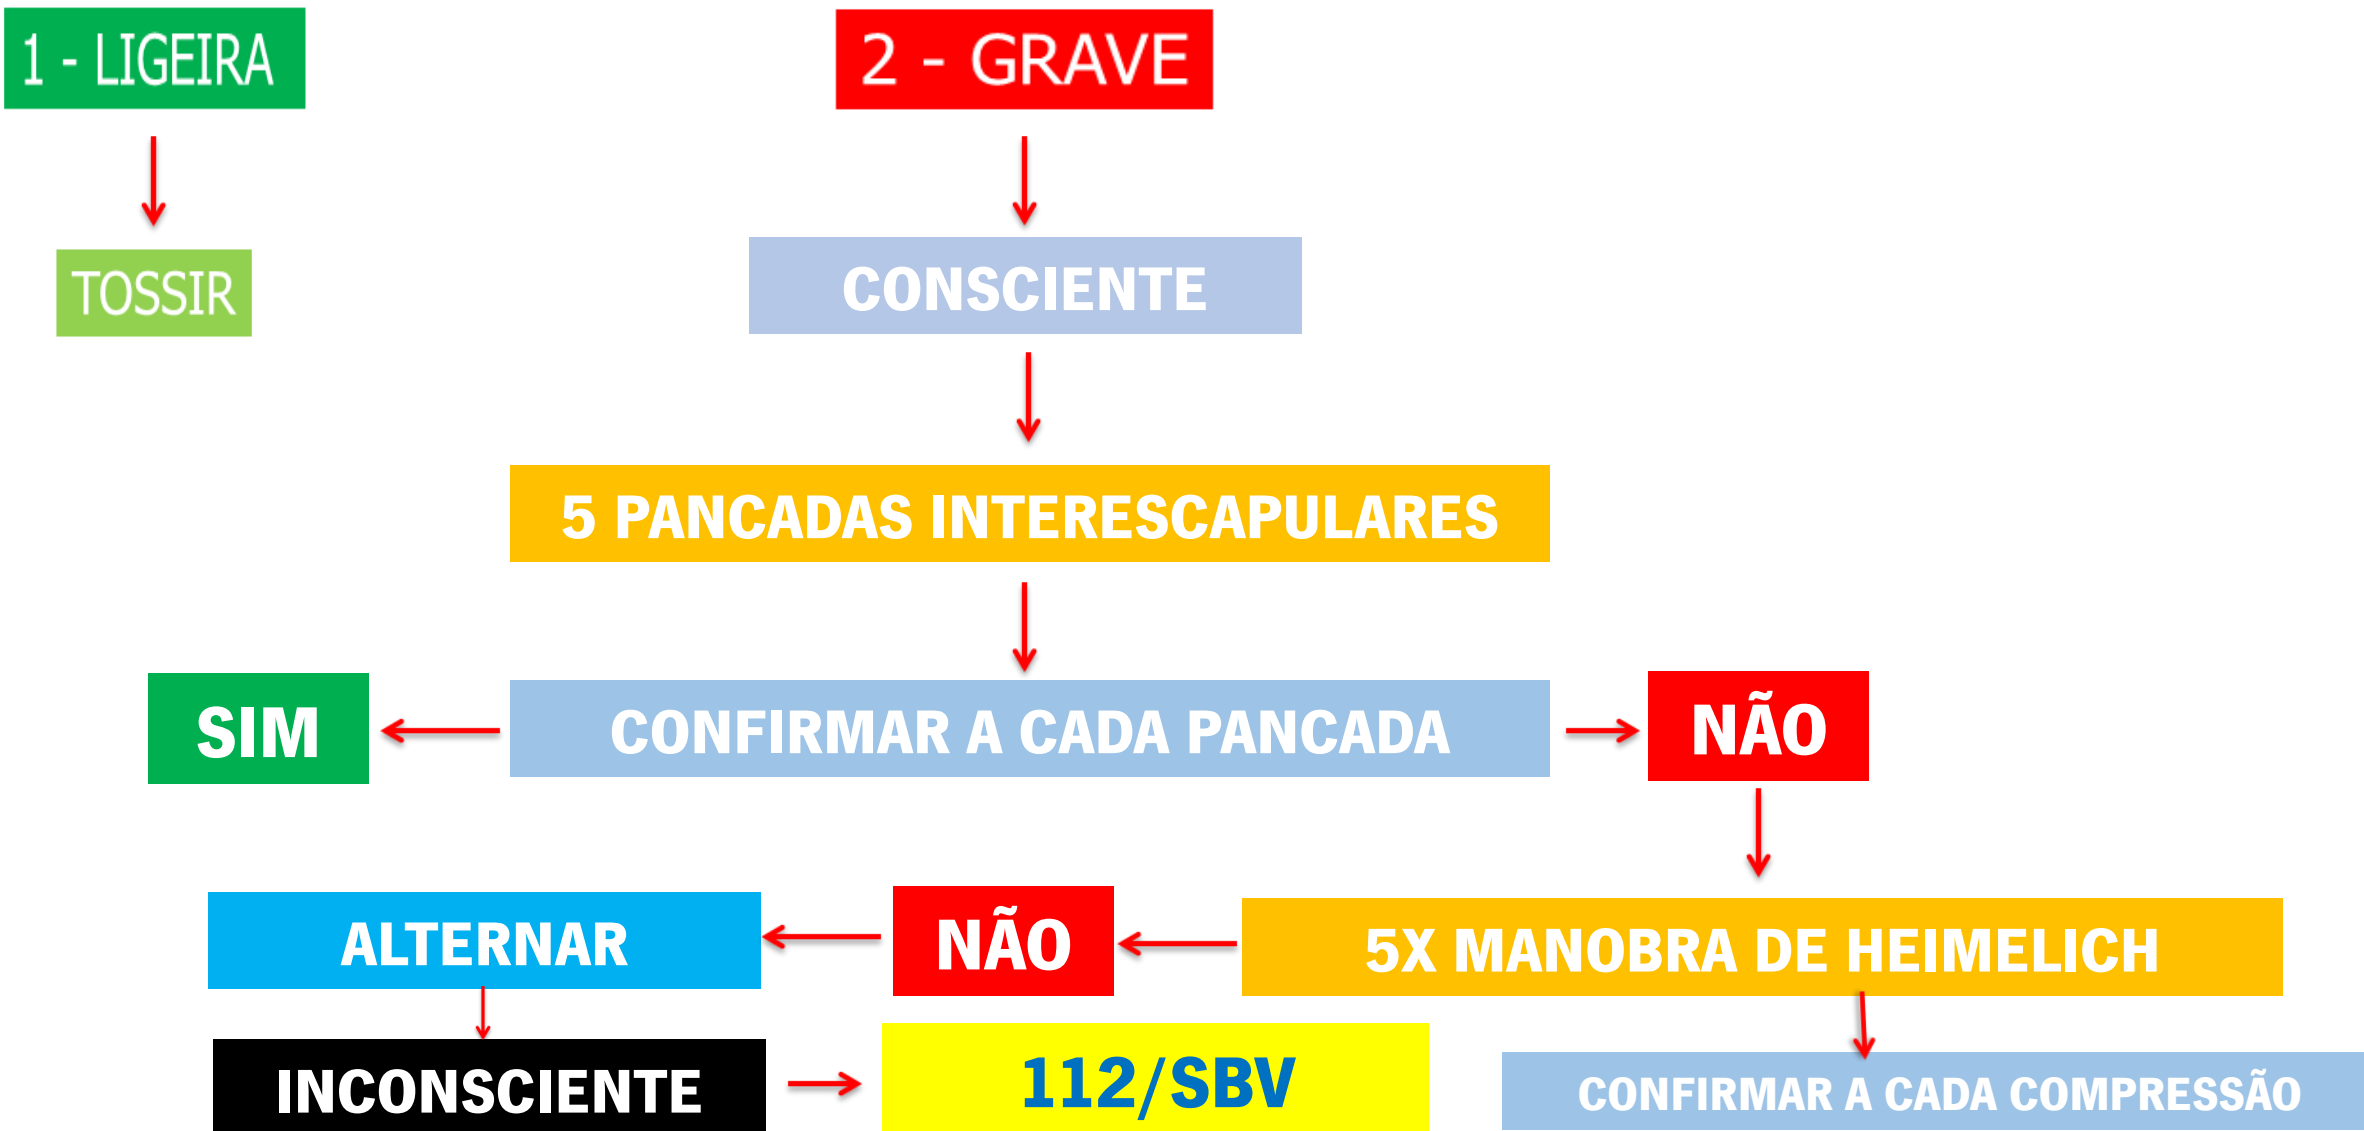 1 - LIGEIRA
2 - GRAVE
TOSSIR
CONSCIENTE
5 PANCADAS INTERESCAPULARES
SIM
CONFIRMAR A CADA PANCADA
NÃO
ALTERNAR
NÃO
5X MANOBRA DE HEIMELICH
INCONSCIENTE
112/SBV
CONFIRMAR A CADA COMPRESSÃO